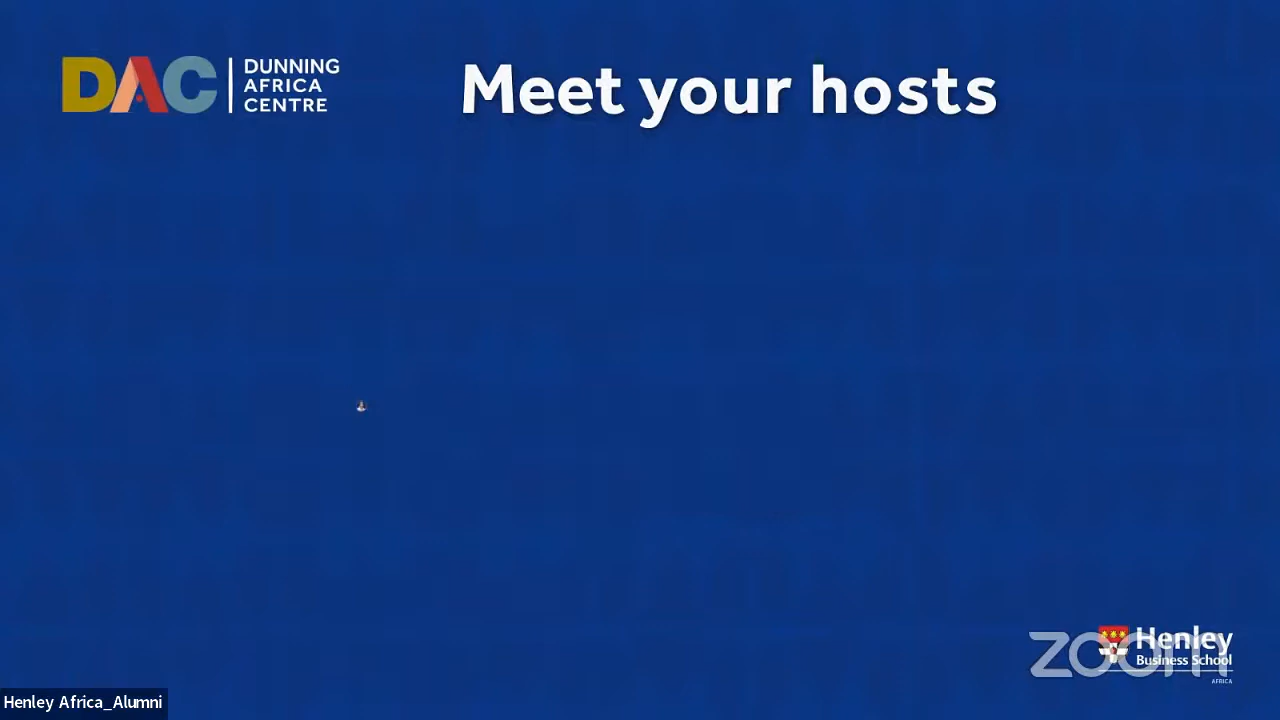 DAC
DUNNING
AFRICA
CENTRE
Meet your hosts
zoom
Henley
Business School
AFRICA
Henley Africa_Alumni